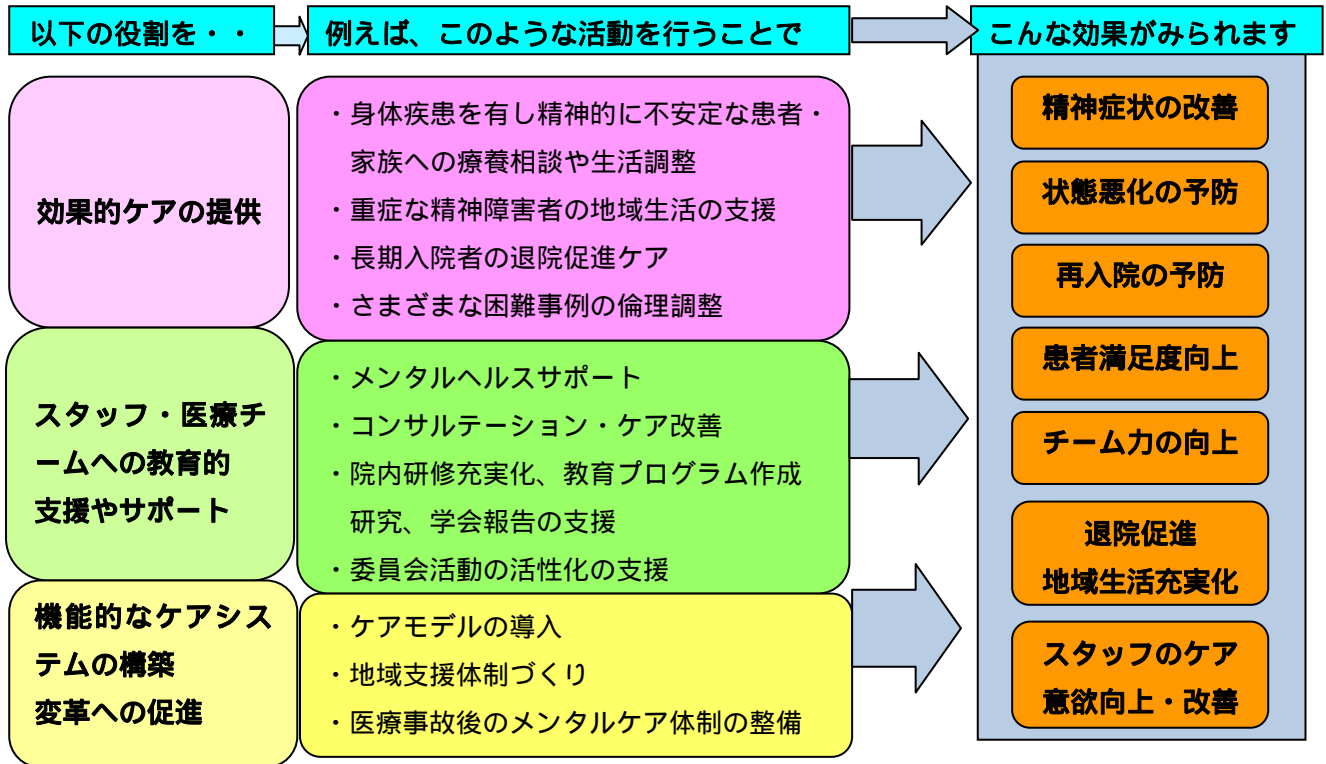 以下の役割を・・
例えば、このような活動を行うことで
こんな効果がみられます
効果的ケアの提供
・身体疾患を有し精神的に不安定な患者・
家族への療養相談や生活調整
・重症な精神障害者の地域生活の支援
・長期入院者の退院促進ケア
・さまざまな困難事例の倫理調整
スタッフ・医療チ
ームへの教育的
支援やサポート
・メンタルヘルスサポート
・コンサルテーション・ケア改善
・院内研修充実化、教育プログラム作成
研究、学会報告の支援
・委員会活動の活性化の支援
機能的なケアシス
テムの構築
変革への促進
・ケアモデルの導入
・地域支援体制づくり
・医療事故後のメンタルケア体制の整備
精神症状の改善
状態悪化の予防
再入院の予防
患者満足度向上
チーム力の向上
退院促進
地域生活充実化
スタッフのケア
意欲向上・改善